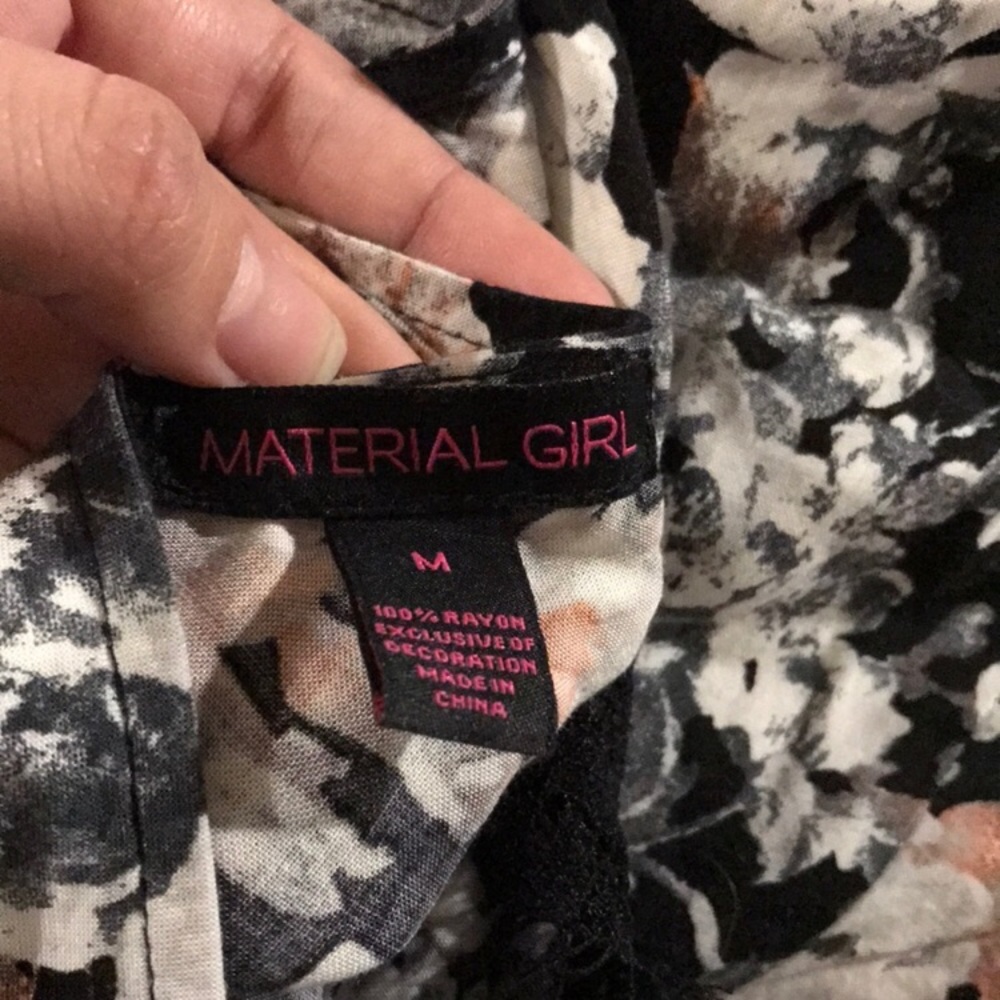 MATERIAL GIRL
M
100% RAYON
EXCLUSIVE OF
DECORATION
MADE IN
CHINA